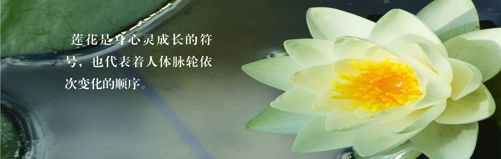 莲花是身心灵成长的符
号，也代表着人体脉轮依
次变化的顺序。